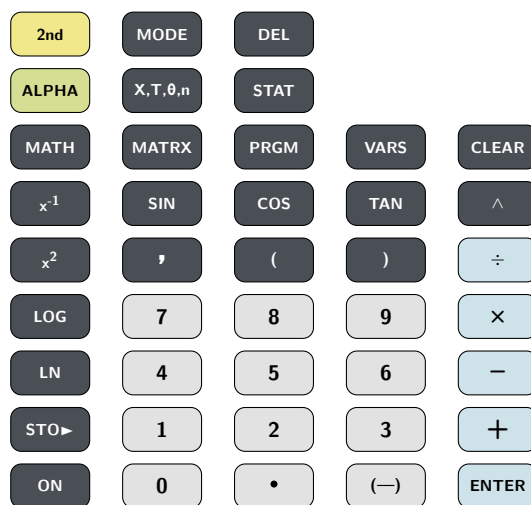 2nd MODE DEL
ALPHA X,T,θ,n STAT
MATH MATRX PRGM VARS CLEAR
x⁻¹ SIN COS TAN ^
x² , ( ) ÷
LOG 7 8 9 ×
LN 4 5 6 −
STO► 1 2 3 +
ON 0 • (—) ENTER